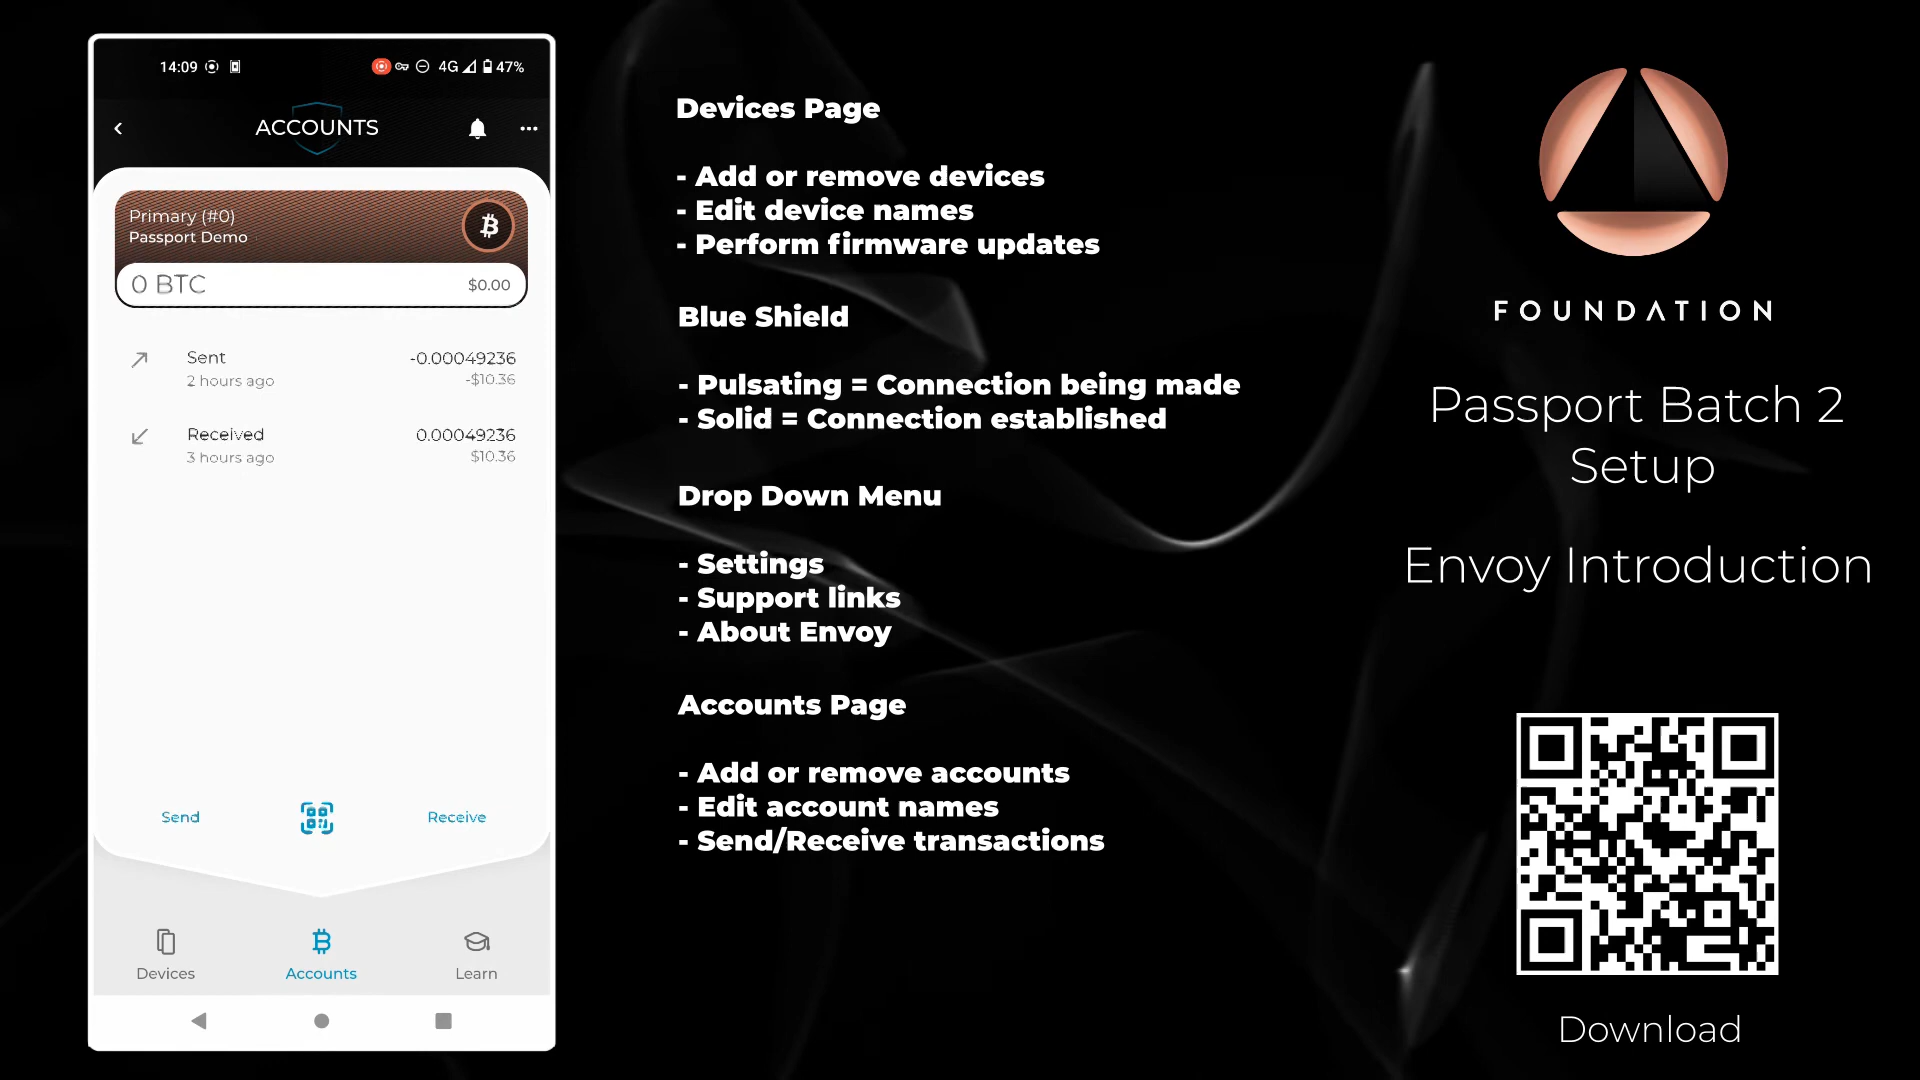 14:09
4G 47%
ACCOUNTS
Primary (#0)
Passport Demo
0 BTC $0.00
Sent -0.00049236
2 hours ago -$10.36
Received 0.00049236
3 hours ago $10.36
Send Receive
Devices Accounts Learn
Devices Page
- Add or remove devices
- Edit device names
- Perform firmware updates
Blue Shield
- Pulsating = Connection being made
- Solid = Connection established
Drop Down Menu
- Settings
- Support links
- About Envoy
Accounts Page
- Add or remove accounts
- Edit account names
- Send/Receive transactions
FOUNDATION
Passport Batch 2
Setup
Envoy Introduction
Download